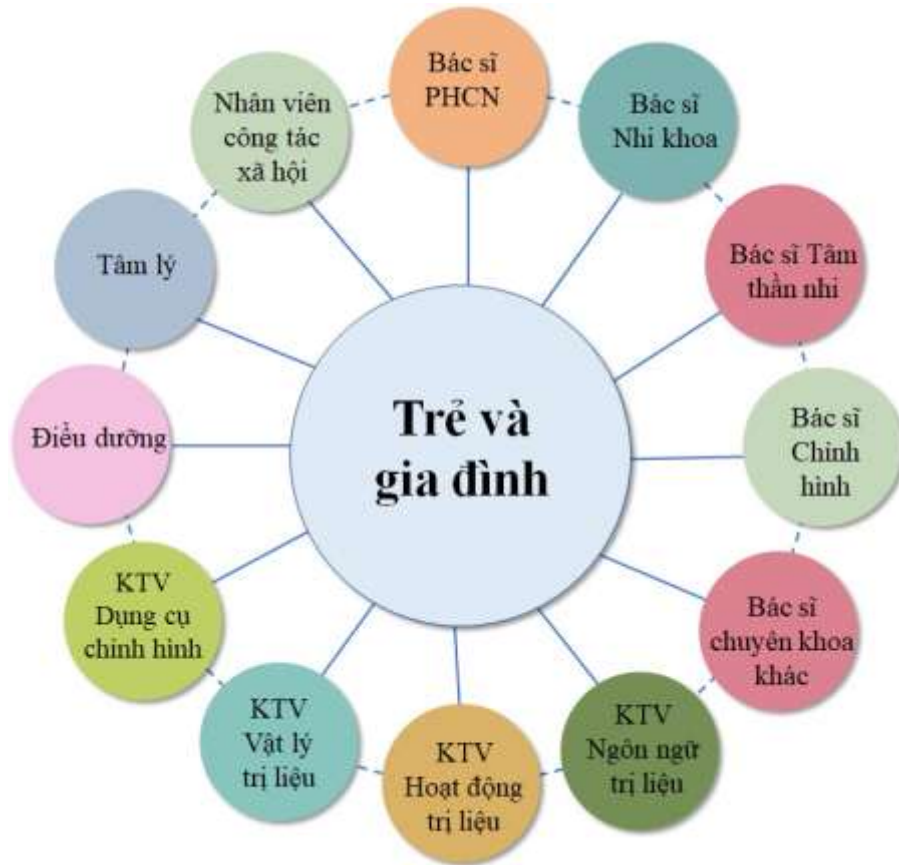 Bác sĩ
PHCN
Bác sĩ
Nhi khoa
Bác sĩ Tâm
thần nhi
Bác sĩ
Chỉnh
hình
Bác sĩ
chuyên khoa
khác
KTV
Ngôn ngữ
trị liệu
KTV
Hoạt động
trị liệu
KTV
Vật lý
trị liệu
KTV
Dụng cụ
chỉnh hình
Điều dưỡng
Tâm lý
Nhân viên
công tác
xã hội
Trẻ và
gia đình